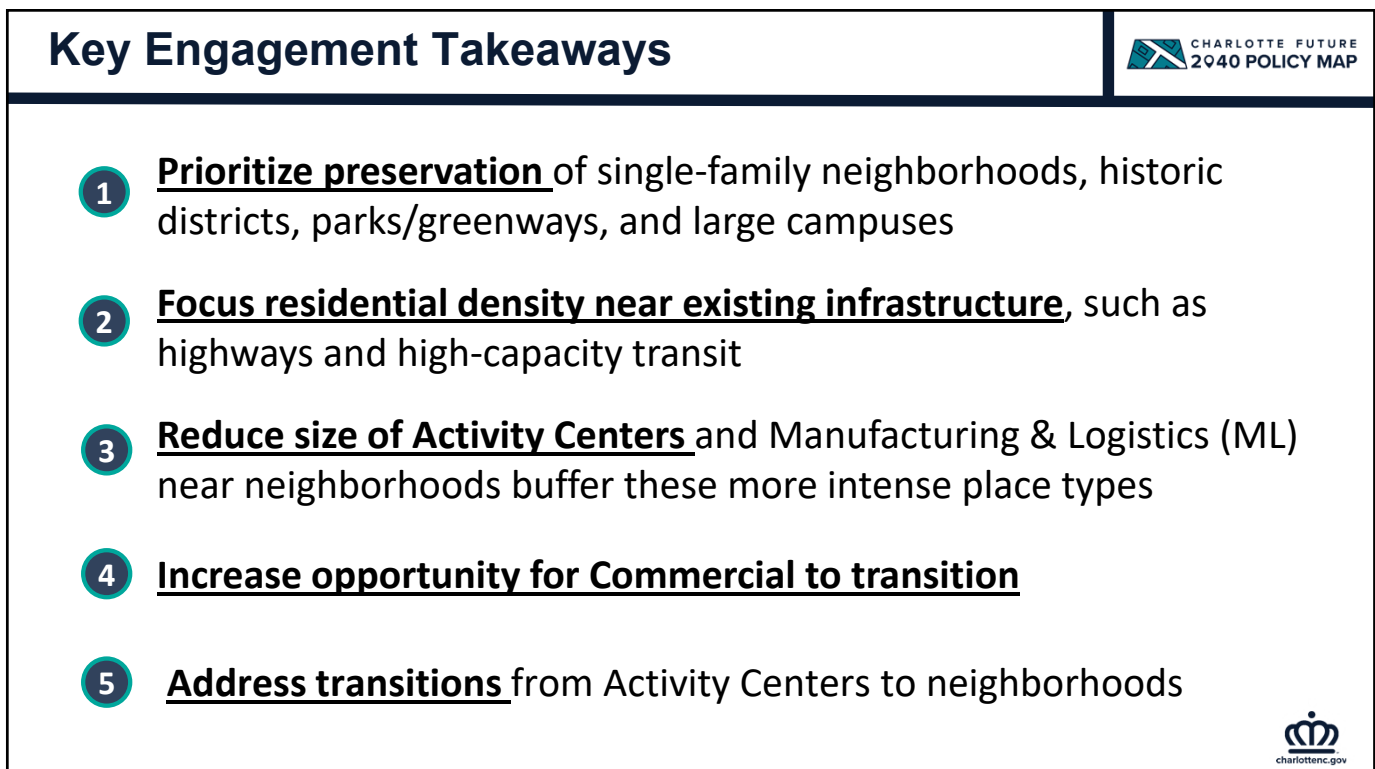 Key Engagement Takeaways
CHARLOTTE FUTURE
2040 POLICY MAP
1 Prioritize preservation of single-family neighborhoods, historic
districts, parks/greenways, and large campuses
2 Focus residential density near existing infrastructure, such as
highways and high-capacity transit
3 Reduce size of Activity Centers and Manufacturing & Logistics (ML)
near neighborhoods buffer these more intense place types
4 Increase opportunity for Commercial to transition
5 Address transitions from Activity Centers to neighborhoods
charlottenc.gov